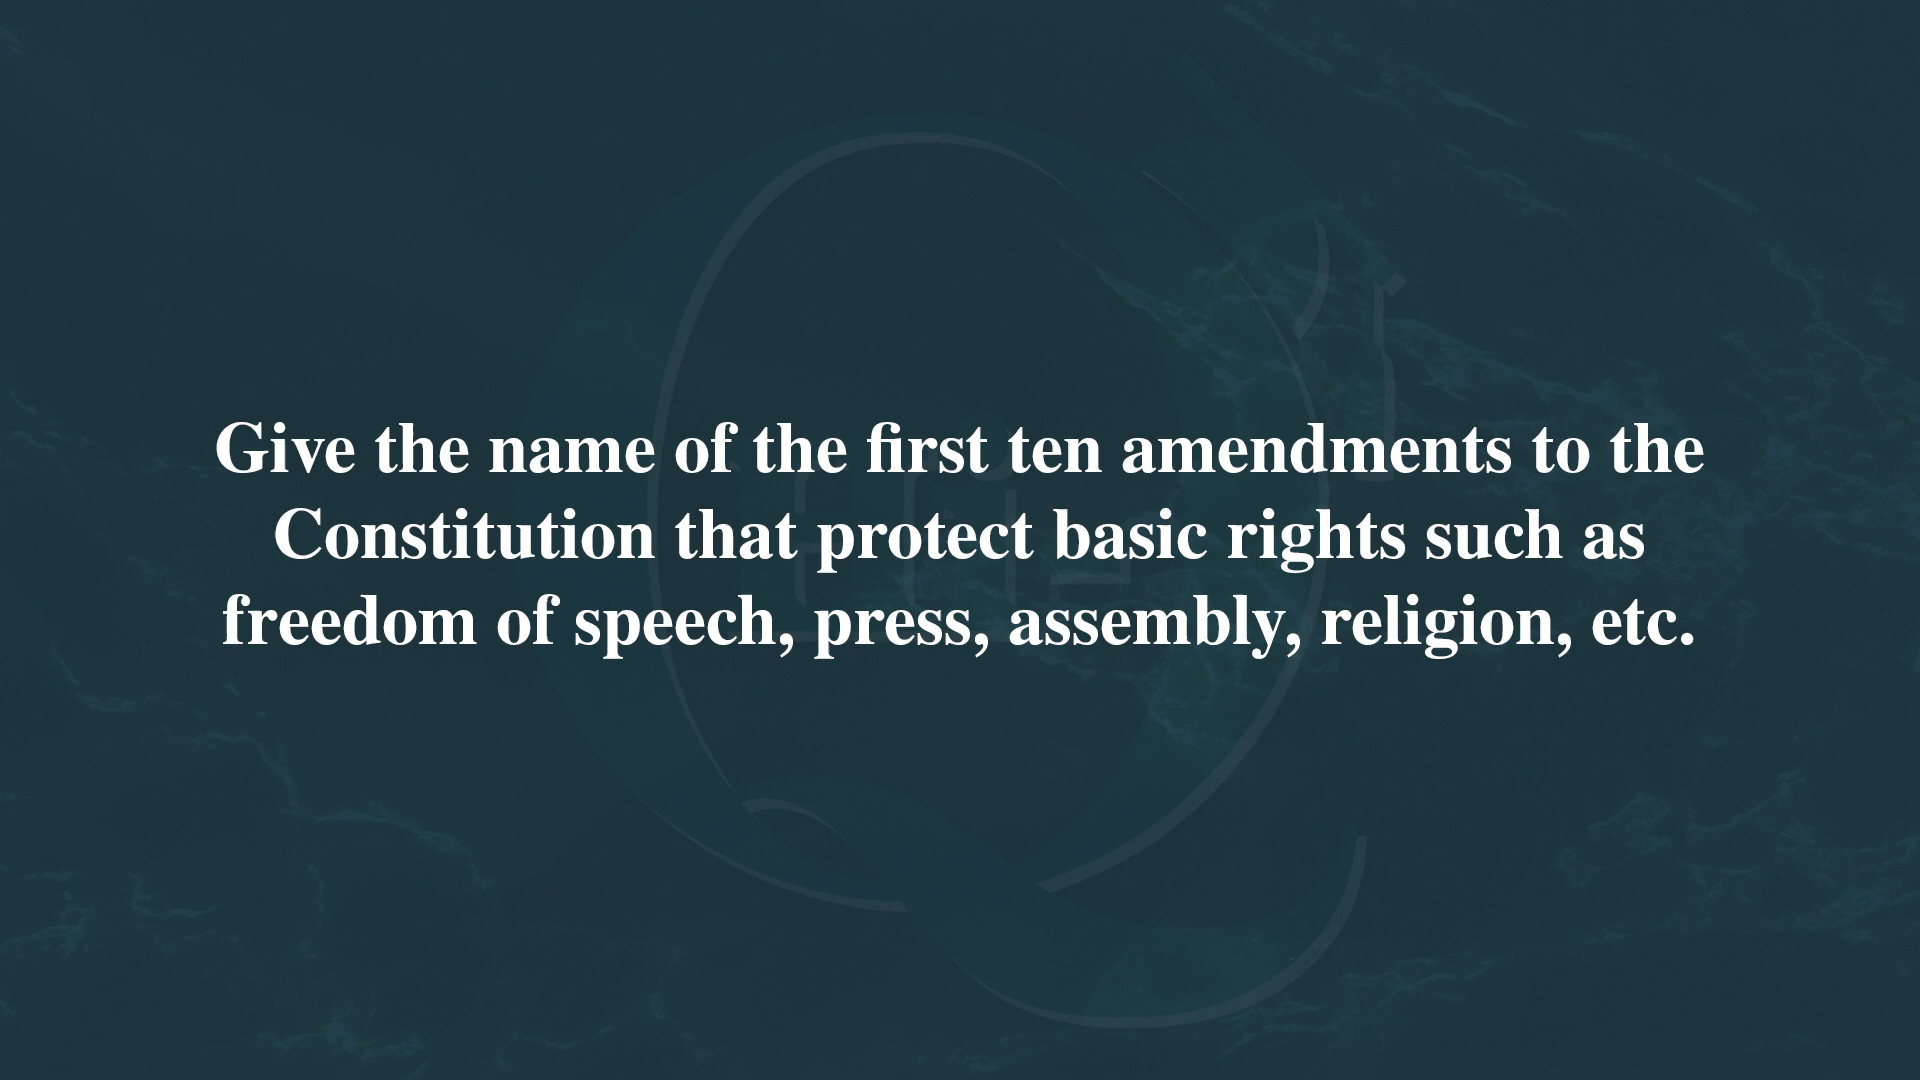 Give the name of the first ten amendments to the
Constitution that protect basic rights such as
freedom of speech, press, assembly, religion, etc.